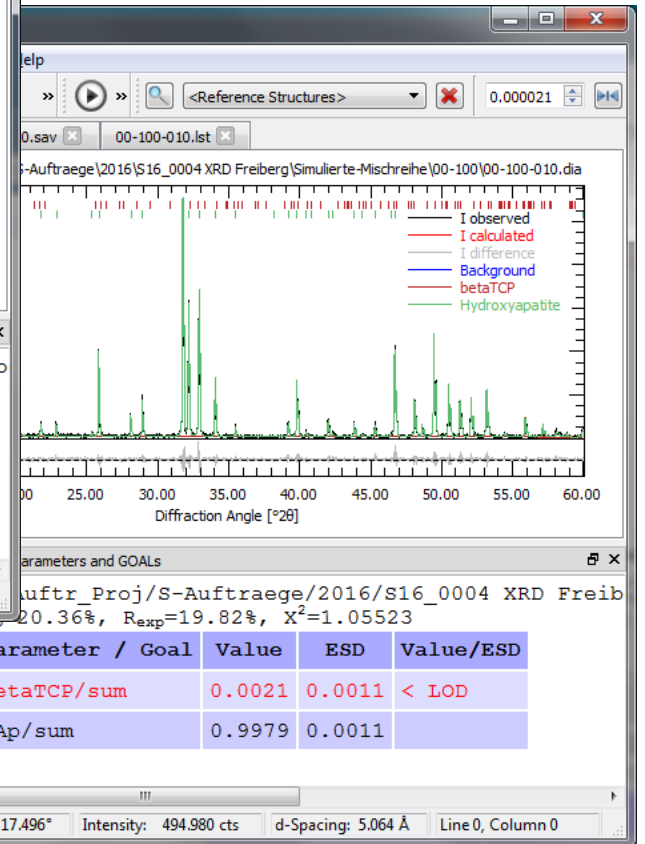 elp
»
»
<Reference Structures>
0.000021
0.sav
00-100-010.lst
S-Auftraege\2016\S16_0004 XRD Freiberg\Simulierte-Mischreihe\00-100\00-100-010.dia
I observed
I calculated
I difference
Background
betaTCP
Hydroxyapatite
00 25.00 30.00 35.00 40.00 45.00 50.00 55.00 60.00
Diffraction Angle [°2θ]
arameters and GOALs
Auftr_Proj/S-Auftraege/2016/S16_0004 XRD Freib
20.36%, Rexp=19.82%, X²=1.05523
arameter / Goal Value ESD Value/ESD
etaTCP/sum 0.0021 0.0011 < LOD
Ap/sum 0.9979 0.0011
17.496° Intensity: 494.980 cts d-Spacing: 5.064 Å Line 0, Column 0